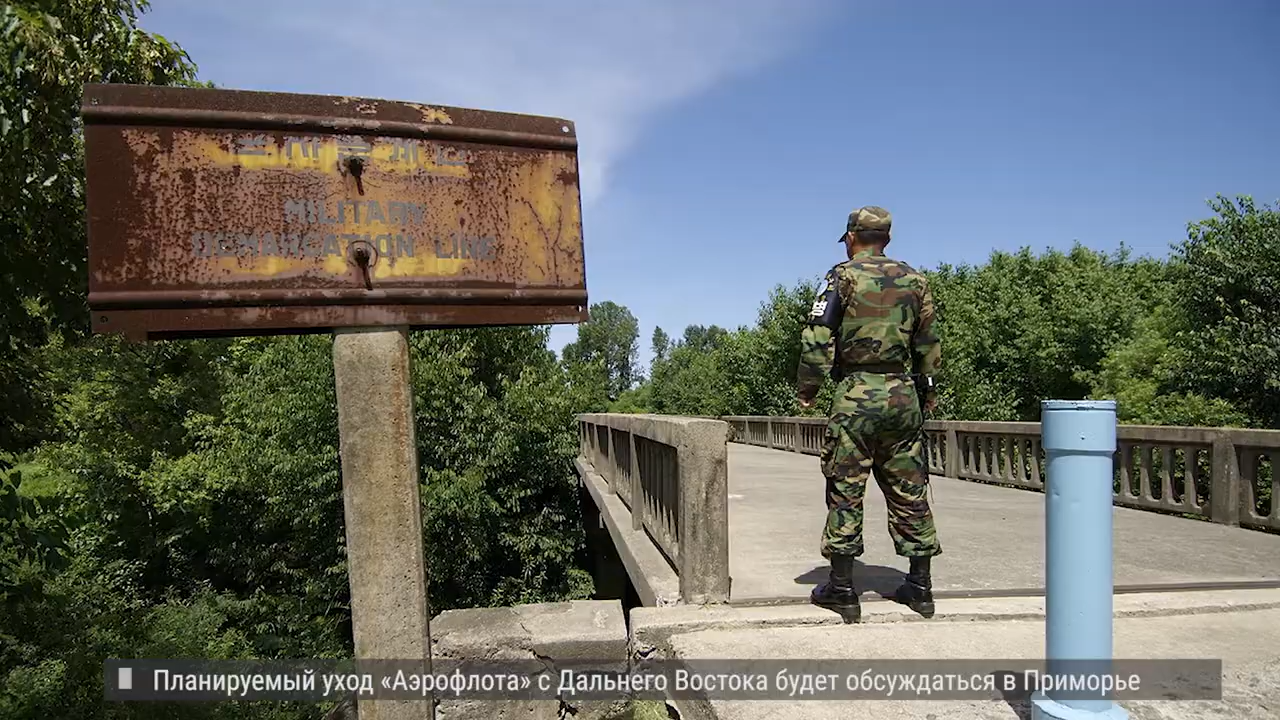 MILITARY
DEMARCATION LINE
Планируемый уход «Аэрофлота» с Дальнего Востока будет обсуждаться в Приморье